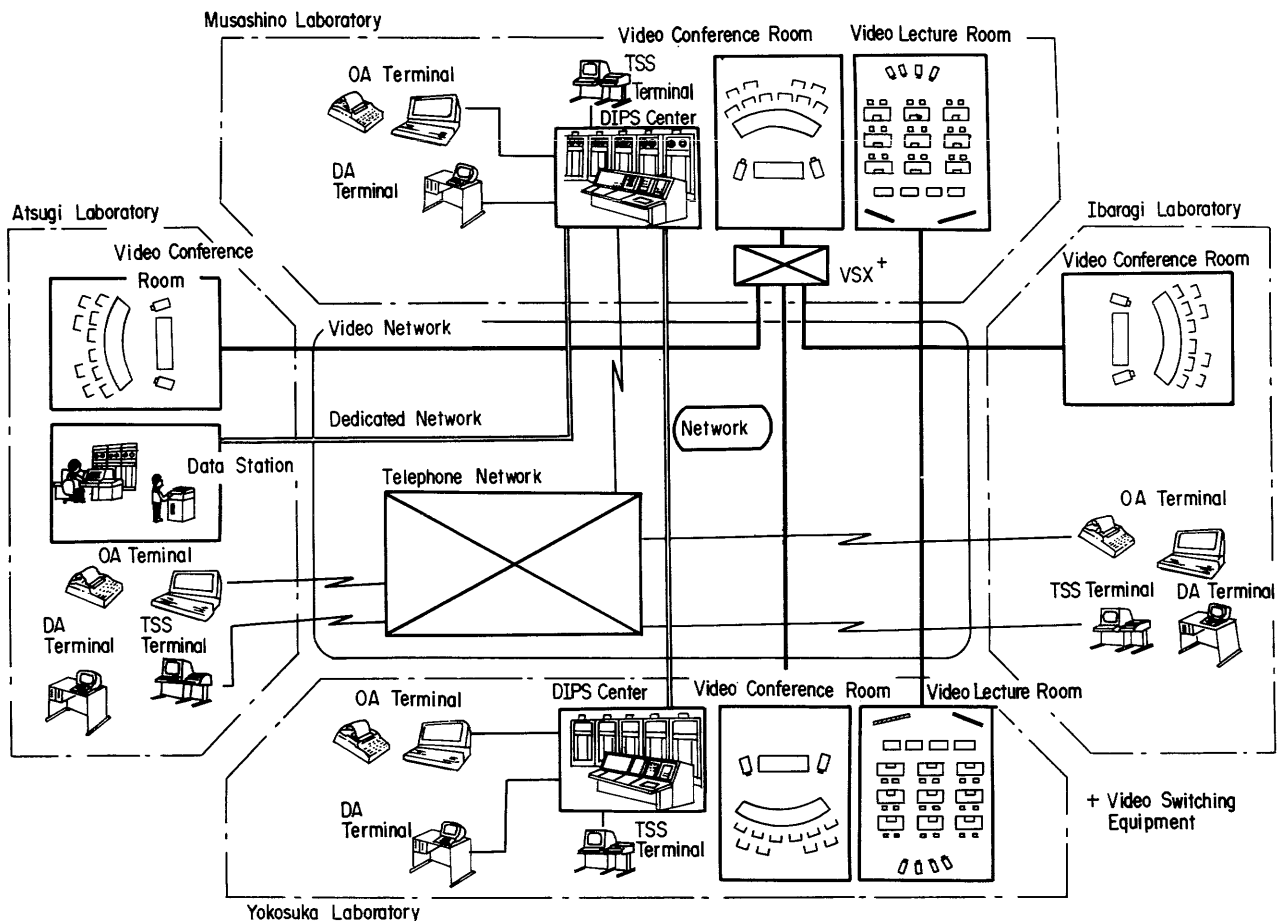 Musashino Laboratory
Video Conference Room
Video Lecture Room
OA Terminal
TSS
Terminal
DIPS Center
DA
Terminal
Atsugi Laboratory
Video Conference
Room
Ibaragi Laboratory
Video Conference Room
VSX+
Video Network
Dedicated Network
Network
Data Station
Telephone Network
OA Teminal
DA
Terminal
TSS
Terminal
OA Terminal
TSS Terminal
DA
Terminal
OA Terminal
DIPS Center
Video Conference Room
Video Lecture Room
DA
Terminal
TSS
Terminal
+ Video Switching
Equipment
Yokosuka Laboratory